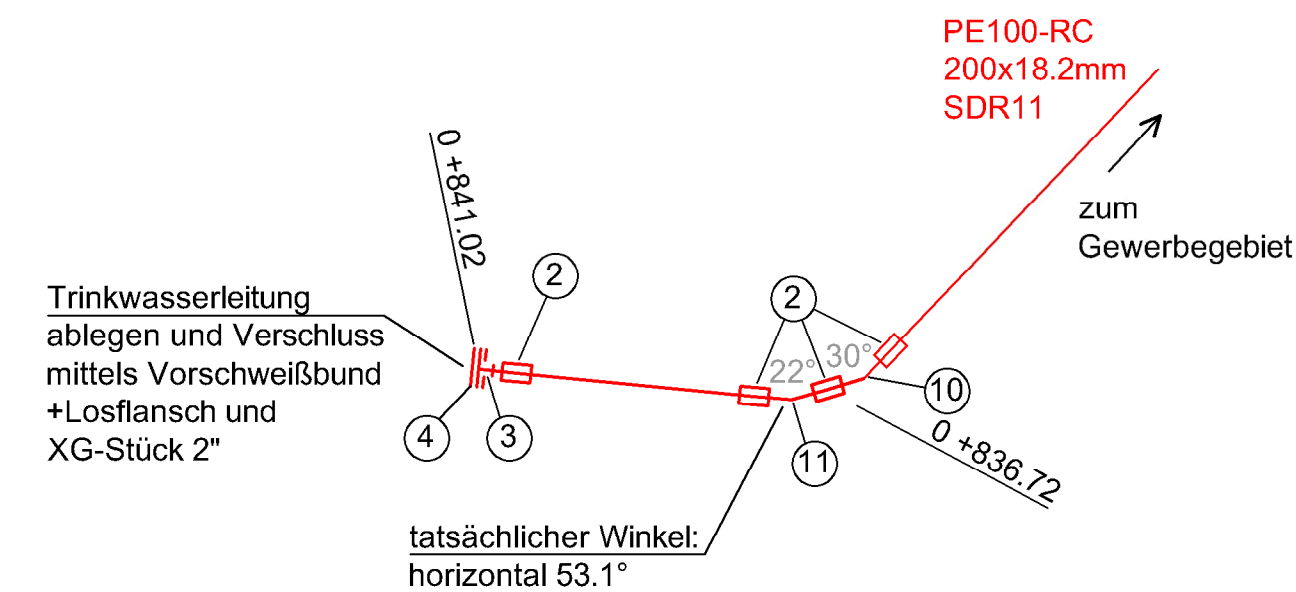 PE100-RC
200x18.2mm
SDR11
zum
Gewerbegebiet
0 +841.02
2
Trinkwasserleitung
ablegen und Verschluss
mittels Vorschweißbund
+Losflansch und
XG-Stück 2"
4
3
2
22°
30°
10
0 +836.72
11
tatsächlicher Winkel:
horizontal 53.1°